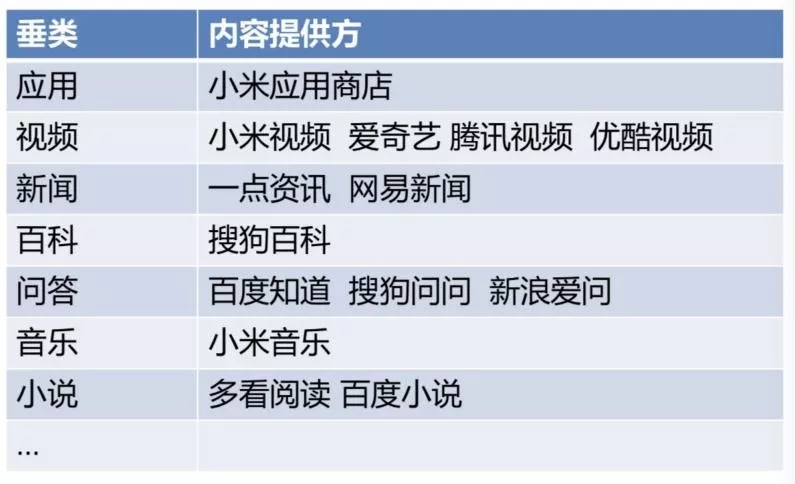 垂类 内容提供方
应用 小米应用商店
视频 小米视频 爱奇艺 腾讯视频 优酷视频
新闻 一点资讯 网易新闻
百科 搜狗百科
问答 百度知道 搜狗问问 新浪爱问
音乐 小米音乐
小说 多看阅读 百度小说
...